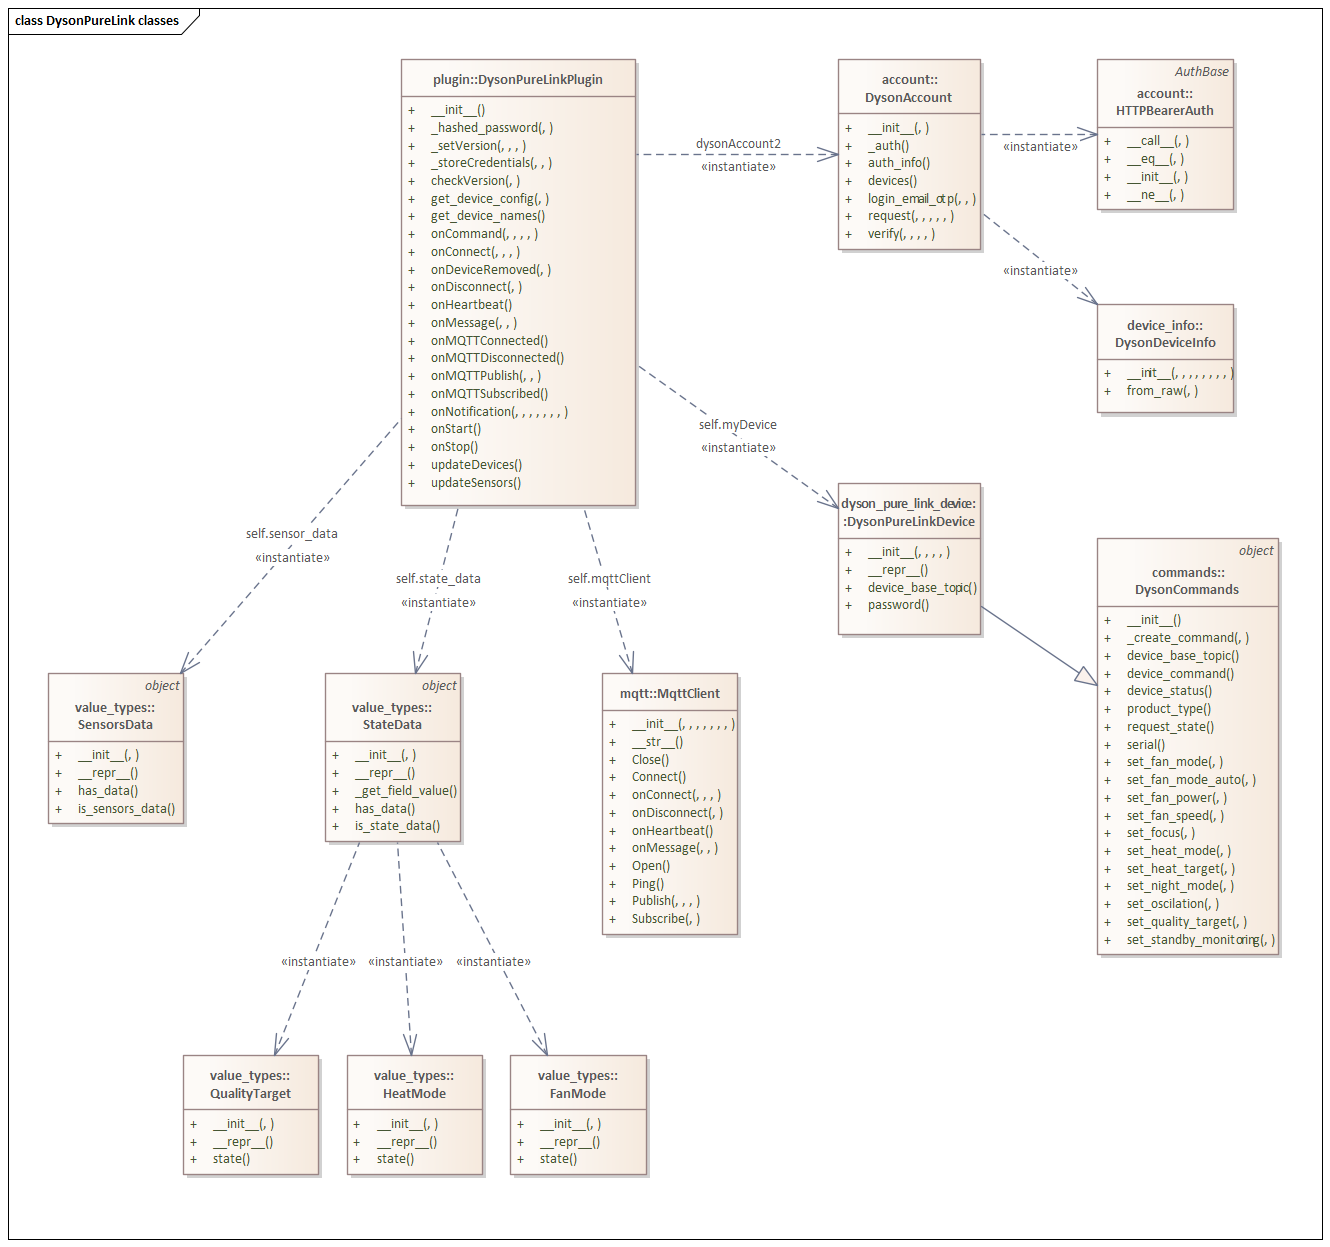 class DysonPureLink classes
plugin::DysonPureLinkPlugin
+ __init__()
+ _hashed_password(, )
+ _setVersion(, , , )
+ _storeCredentials(, , )
+ checkVersion(, )
+ get_device_config(, )
+ get_device_names()
+ onCommand(, , , , )
+ onConnect(, , , )
+ onDeviceRemoved(, )
+ onDisconnect(, )
+ onHeartbeat()
+ onMessage(, , )
+ onMQTTConnected()
+ onMQTTDisconnected()
+ onMQTTPublish(, , )
+ onMQTTSubscribed()
+ onNotification(, , , , , , , )
+ onStart()
+ onStop()
+ updateDevices()
+ updateSensors()
dysonAccount2
«instantiate»
account::
DysonAccount
+ __init__(, )
+ _auth()
+ auth_info()
+ devices()
+ login_email_otp(, , )
+ request(, , , , , )
+ verify(, , , , )
«instantiate»
AuthBase
account::
HTTPBearerAuth
+ __call__(, )
+ __eq__(, )
+ __init__(, )
+ __ne__(, )
«instantiate»
device_info::
DysonDeviceInfo
+ __init__(, , , , , , , , )
+ from_raw(, )
self.myDevice
«instantiate»
dyson_pure_link_device:
:DysonPureLinkDevice
+ __init__(, , , , )
+ __repr__()
+ device_base_topic()
+ password()
object
commands::
DysonCommands
+ __init__()
+ _create_command(, )
+ device_base_topic()
+ device_command()
+ device_status()
+ product_type()
+ request_state()
+ serial()
+ set_fan_mode(, )
+ set_fan_mode_auto(, )
+ set_fan_power(, )
+ set_fan_speed(, )
+ set_focus(, )
+ set_heat_mode(, )
+ set_heat_target(, )
+ set_night_mode(, )
+ set_oscilation(, )
+ set_quality_target(, )
+ set_standby_monitoring(, )
self.sensor_data
«instantiate»
self.state_data
«instantiate»
self.mqttClient
«instantiate»
object
value_types::
SensorsData
+ __init__(, )
+ __repr__()
+ has_data()
+ is_sensors_data()
object
value_types::
StateData
+ __init__(, )
+ __repr__()
+ _get_field_value()
+ has_data()
+ is_state_data()
mqtt::MqttClient
+ __init__(, , , , , , , )
+ __str__()
+ Close()
+ Connect()
+ onConnect(, , , )
+ onDisconnect(, )
+ onHeartbeat()
+ onMessage(, , )
+ Open()
+ Ping()
+ Publish(, , , )
+ Subscribe(, )
«instantiate» «instantiate» «instantiate»
value_types::
QualityTarget
+ __init__(, )
+ __repr__()
+ state()
value_types::
HeatMode
+ __init__(, )
+ __repr__()
+ state()
value_types::
FanMode
+ __init__(, )
+ __repr__()
+ state()